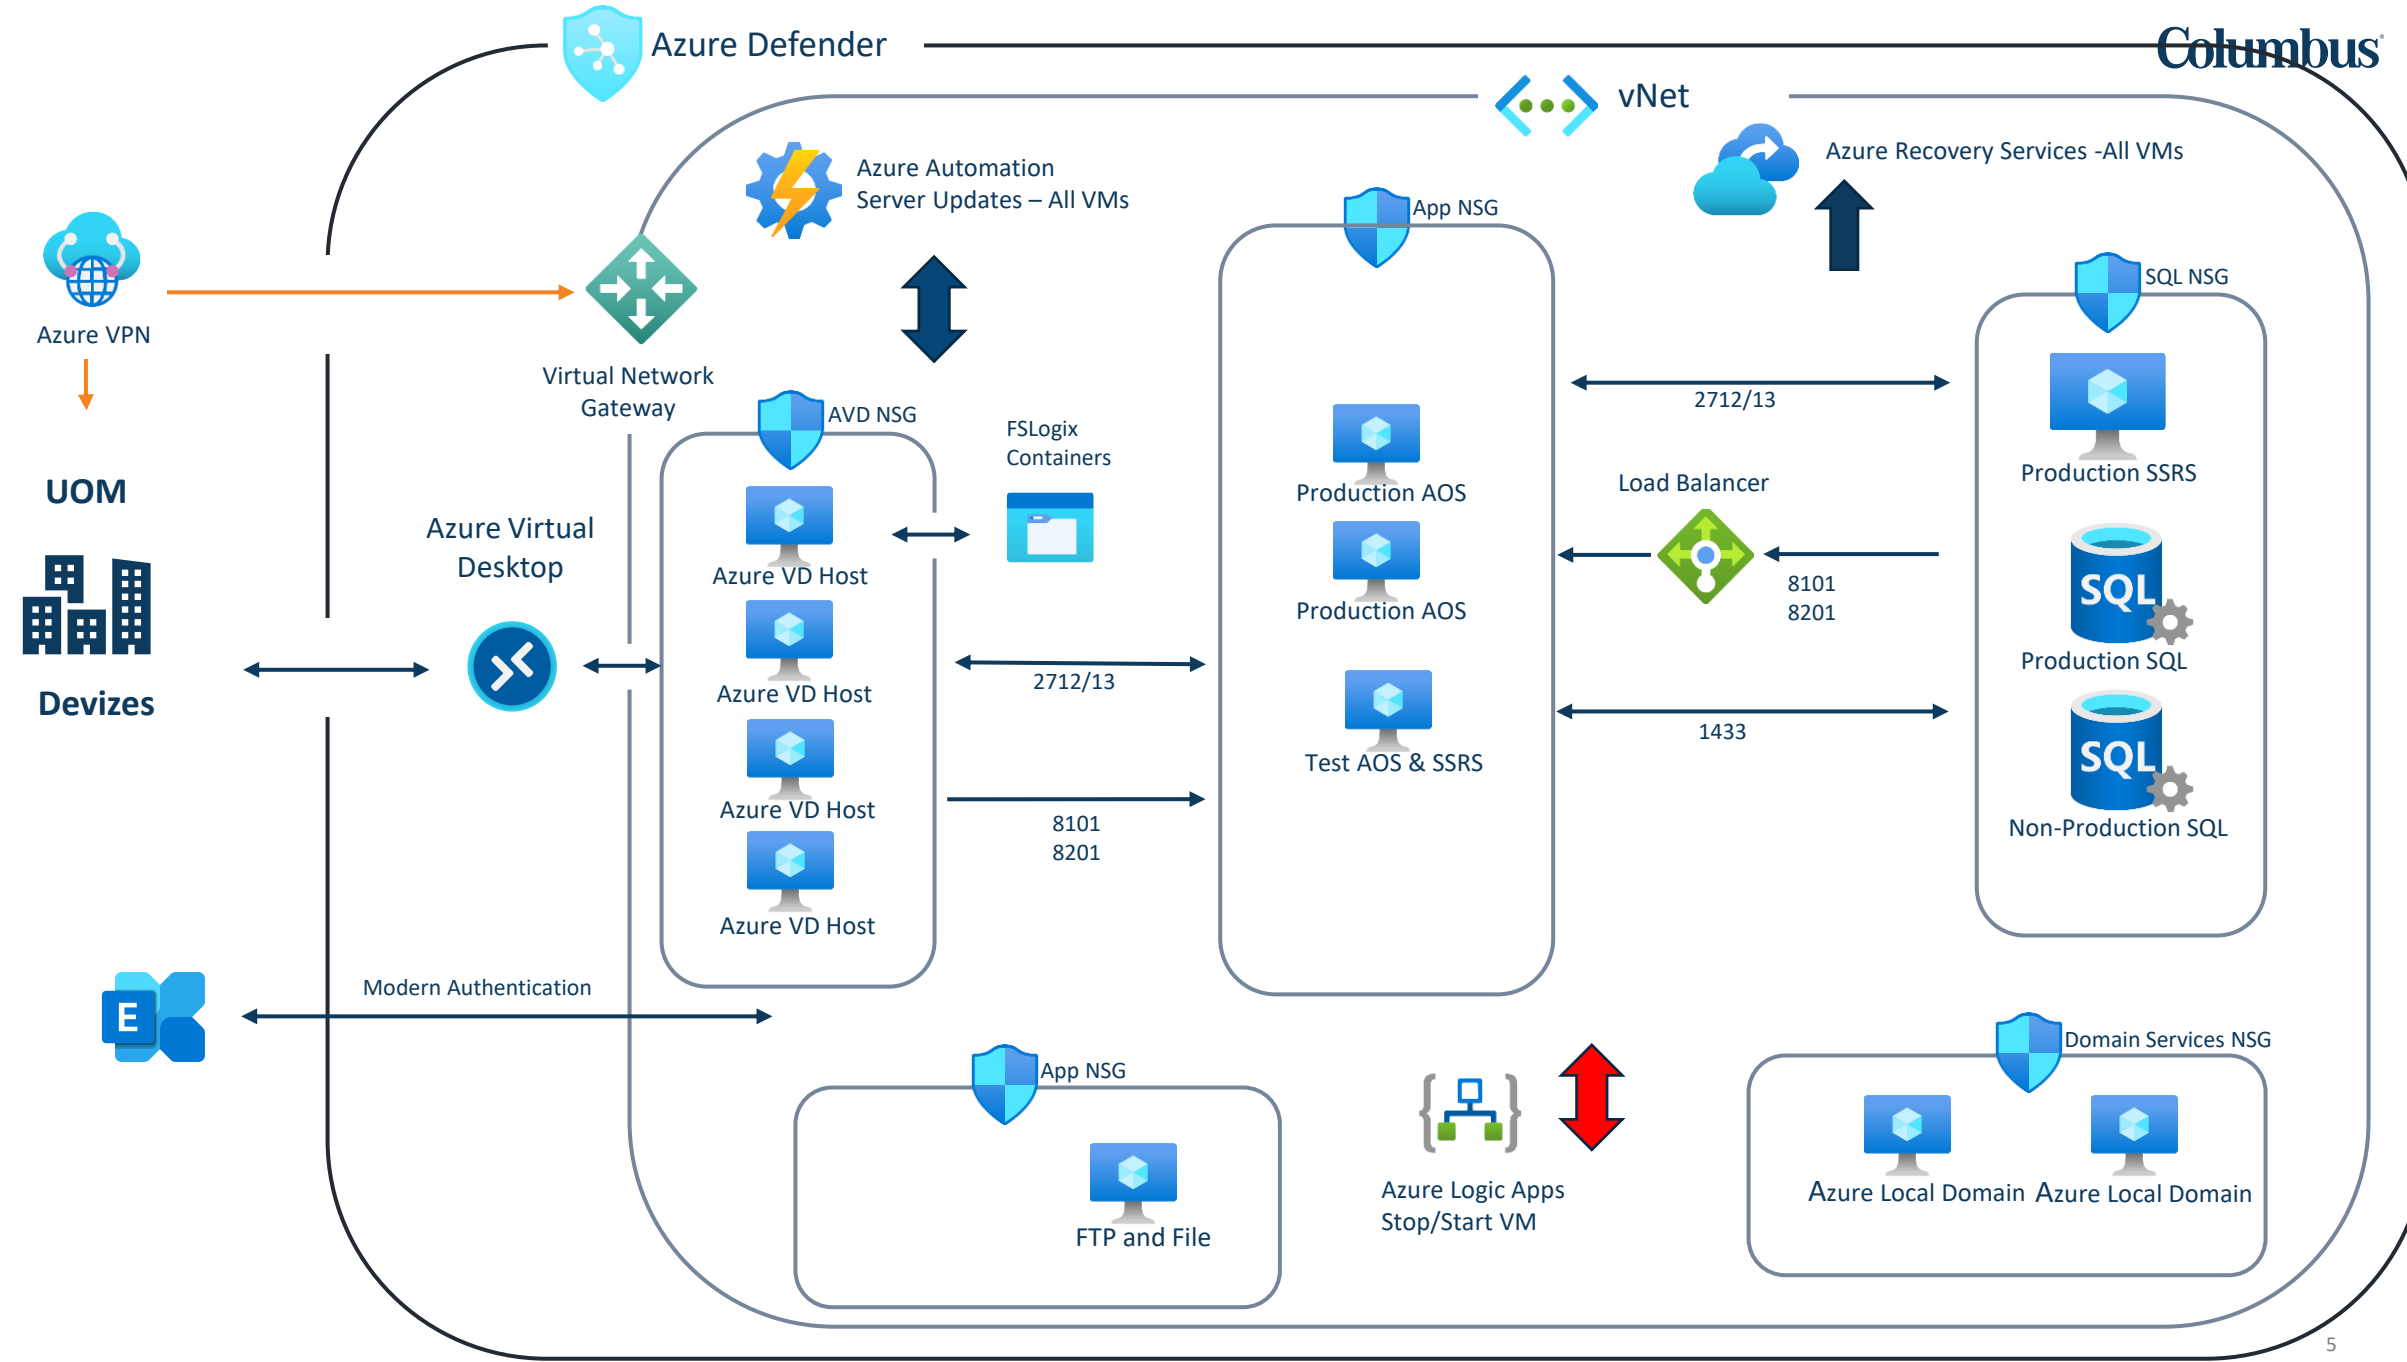 Azure Defender
Columbus
vNet
Azure Automation
Server Updates – All VMs
Azure Recovery Services -All VMs
App NSG
SQL NSG
Azure VPN
Virtual Network
Gateway
AVD NSG
FSLogix
Containers
2712/13
Production SSRS
UOM
Azure Virtual
Desktop
Azure VD Host
Production AOS
Load Balancer
8101
8201
SQL
Production AOS
Production SQL
Devizes
Azure VD Host
2712/13
1433
SQL
Test AOS & SSRS
Azure VD Host
8101
8201
Non-Production SQL
Azure VD Host
Modern Authentication
E
App NSG
Domain Services NSG
FTP and File
Azure Logic Apps
Stop/Start VM
Azure Local Domain
Azure Local Domain
5